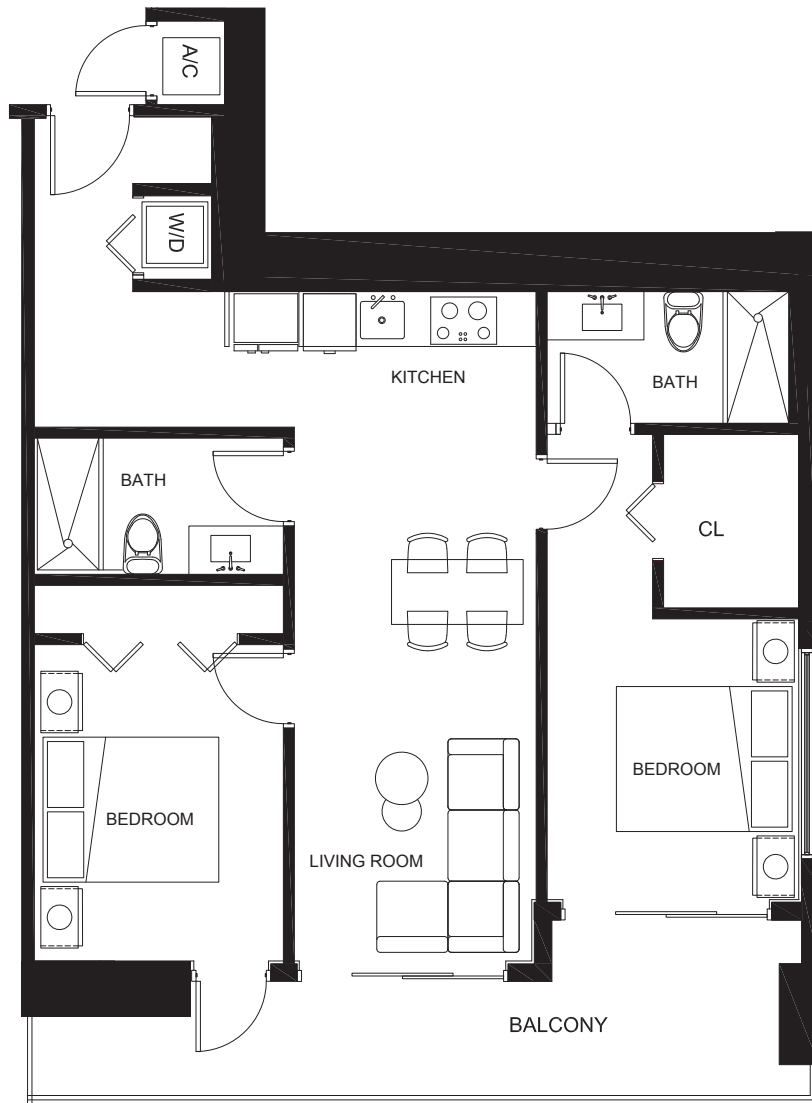 A/C
W/D
KITCHEN
BATH
BATH
CL
BEDROOM
BEDROOM
LIVING ROOM
BALCONY